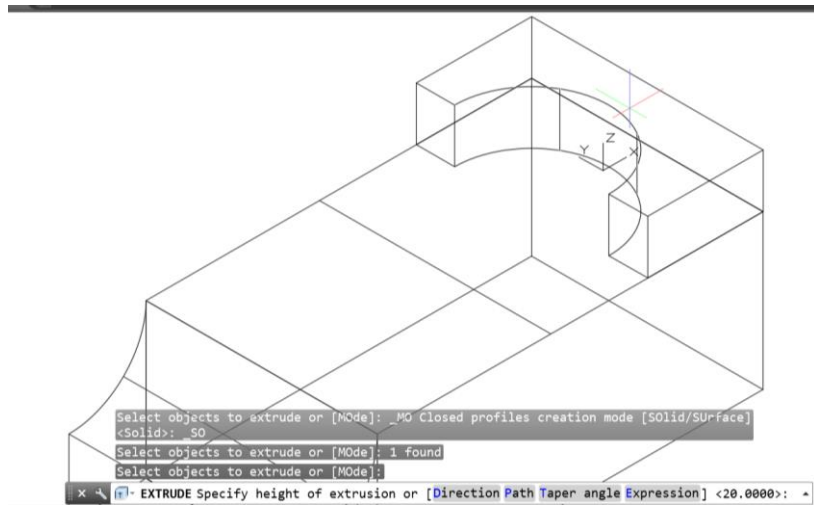 Z
Y X
Select objects to extrude or [MOde]: _MO Closed profiles creation mode [SOlid/SUrface]
<Solid>: _SO
Select objects to extrude or [MOde]: 1 found
Select objects to extrude or [MOde]:
EXTRUDE Specify height of extrusion or [Direction Path Taper angle Expression] <20.0000>: